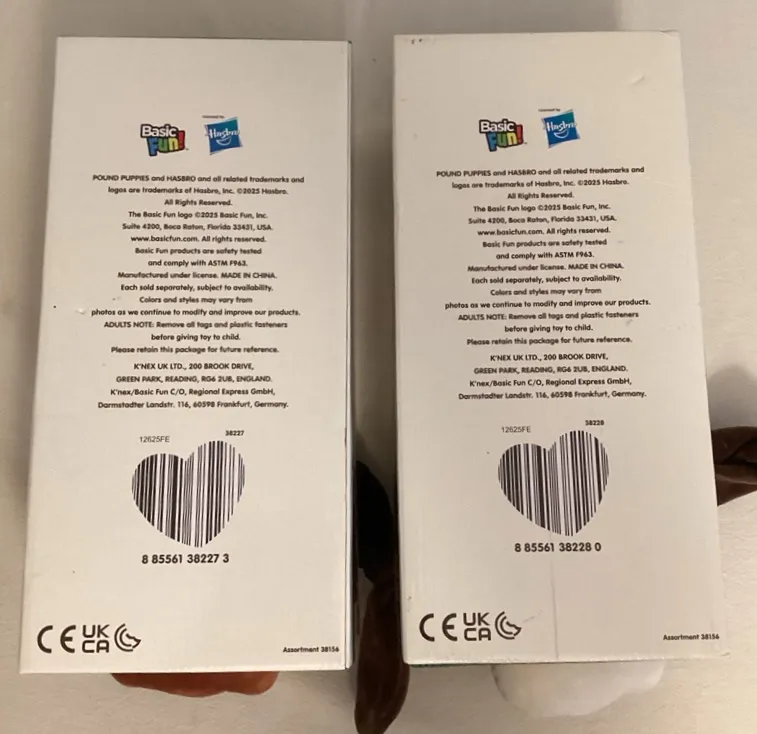 Basic
Fun!
Hasbro
POUND PUPPIES and HASBRO and all related trademarks and
logos are trademarks of Hasbro, Inc. ©2025 Hasbro.
All Rights Reserved.
The Basic Fun logo ©2025 Basic Fun, Inc.
Suite 4200, Boca Raton, Florida 33431, USA.
www.basicfun.com. All rights reserved.
Basic Fun products are safety tested
and comply with ASTM F963.
Manufactured under license. MADE IN CHINA.
Each sold separately, subject to availability.
Colors and styles may vary from
photos as we continue to modify and improve our products.
ADULTS NOTE: Remove all tags and plastic fasteners
before giving toy to child.
Please retain this package for future reference.
K'NEX UK LTD., 200 BROOK DRIVE,
GREEN PARK, READING, RG6 2UB, ENGLAND.
K'nex/Basic Fun C/O, Regional Express GmbH,
Darmstadter Landstr. 116, 60598 Frankfurt, Germany.
12625FE
38227
8 85561 38227 3
CE UK CA
Assortment 38156
Basic
Fun!
Hasbro
POUND PUPPIES and HASBRO and all related trademarks and
logos are trademarks of Hasbro, Inc. ©2025 Hasbro.
All Rights Reserved.
The Basic Fun logo ©2025 Basic Fun, Inc.
Suite 4200, Boca Raton, Florida 33431, USA.
www.basicfun.com. All rights reserved.
Basic Fun products are safety tested
and comply with ASTM F963.
Manufactured under license. MADE IN CHINA.
Each sold separately, subject to availability.
Colors and styles may vary from
photos as we continue to modify and improve our products.
ADULTS NOTE: Remove all tags and plastic fasteners
before giving toy to child.
Please retain this package for future reference.
K'NEX UK LTD., 200 BROOK DRIVE,
GREEN PARK, READING, RG6 2UB, ENGLAND.
K'nex/Basic Fun C/O, Regional Express GmbH,
Darmstadter Landstr. 116, 60598 Frankfurt, Germany.
12625FE
38228
8 85561 38228 0
CE UK CA
Assortment 38156